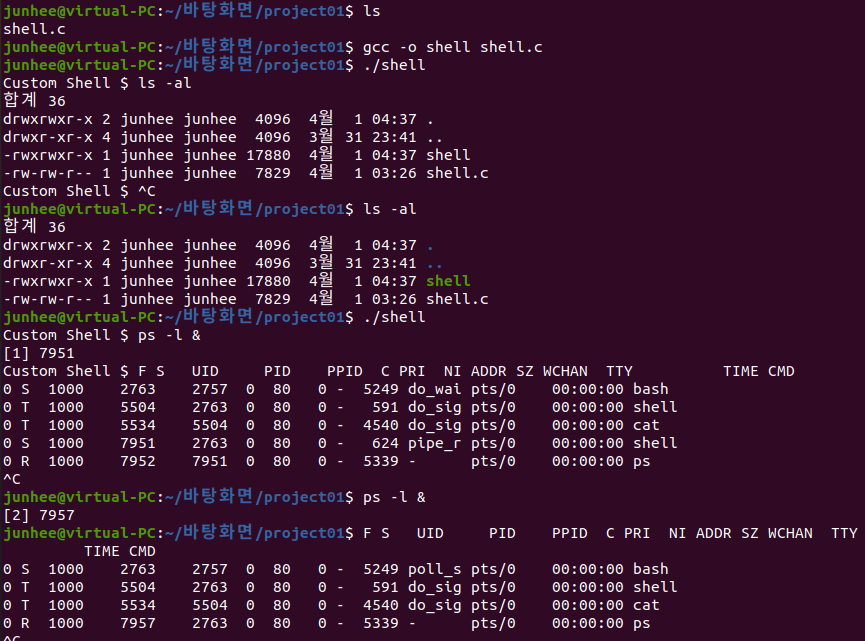 junhee@virtual-PC:~/바탕화면/project01$ ls
shell.c
junhee@virtual-PC:~/바탕화면/project01$ gcc -o shell shell.c
junhee@virtual-PC:~/바탕화면/project01$ ./shell
Custom Shell $ ls -al
합계 36
drwxrwxr-x 2 junhee junhee  4096  4월  1 04:37 .
drwxr-xr-x 4 junhee junhee  4096  3월 31 23:41 ..
-rwxrwxr-x 1 junhee junhee 17880  4월  1 04:37 shell
-rw-rw-r-- 1 junhee junhee  7829  4월  1 03:26 shell.c
Custom Shell $ ^C
junhee@virtual-PC:~/바탕화면/project01$ ls -al
합계 36
drwxrwxr-x 2 junhee junhee  4096  4월  1 04:37 .
drwxr-xr-x 4 junhee junhee  4096  3월 31 23:41 ..
-rwxrwxr-x 1 junhee junhee 17880  4월  1 04:37 shell
-rw-rw-r-- 1 junhee junhee  7829  4월  1 03:26 shell.c
junhee@virtual-PC:~/바탕화면/project01$ ./shell
Custom Shell $ ps -l &
[1] 7951
Custom Shell $ F S   UID     PID    PPID  C PRI  NI ADDR SZ WCHAN  TTY          TIME CMD
0 S  1000    2763    2757  0  80   0 -  5249 do_wai pts/0    00:00:00 bash
0 T  1000    5504    2763  0  80   0 -   591 do_sig pts/0    00:00:00 shell
0 T  1000    5534    5504  0  80   0 -  4540 do_sig pts/0    00:00:00 cat
0 S  1000    7951    2763  0  80   0 -   624 pipe_r pts/0    00:00:00 shell
0 R  1000    7952    7951  0  80   0 -  5339 -      pts/0    00:00:00 ps
^C
junhee@virtual-PC:~/바탕화면/project01$ ps -l &
[2] 7957
junhee@virtual-PC:~/바탕화면/project01$ F S   UID     PID    PPID  C PRI  NI ADDR SZ WCHAN  TTY
         TIME CMD
0 S  1000    2763    2757  0  80   0 -  5249 poll_s pts/0    00:00:00 bash
0 T  1000    5504    2763  0  80   0 -   591 do_sig pts/0    00:00:00 shell
0 T  1000    5534    5504  0  80   0 -  4540 do_sig pts/0    00:00:00 cat
0 R  1000    7957    2763  0  80   0 -  5339 -      pts/0    00:00:00 ps
^C